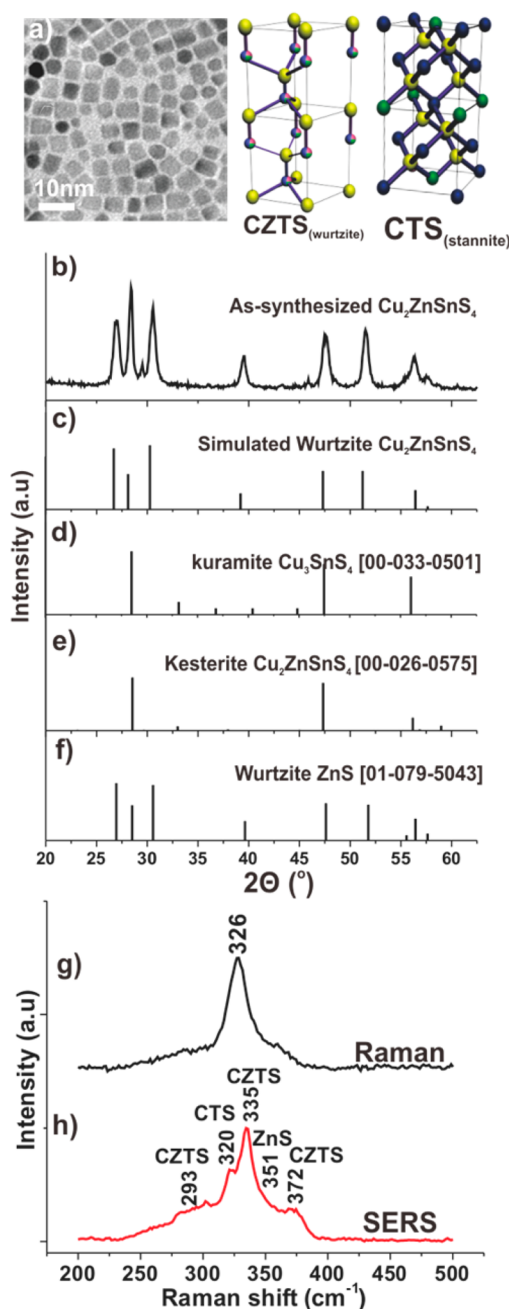 a)
10nm
CZTS(wurtzite)
CTS(stannite)
b)
As-synthesized Cu₂ZnSnS₄
c)
Simulated Wurtzite Cu₂ZnSnS₄
d)
kuramite Cu₃SnS₄ [00-033-0501]
e)
Kesterite Cu₂ZnSnS₄ [00-026-0575]
f)
Wurtzite ZnS [01-079-5043]
Intensity (a.u)
20 25 30 35 40 45 50 55 60
2Θ (°)
g)
326
Raman
h)
CZTS
293
CTS
320
CZTS
335
ZnS
351
CZTS
372
SERS
Intensity (a.u)
200 250 300 350 400 450 500
Raman shift (cm⁻¹)